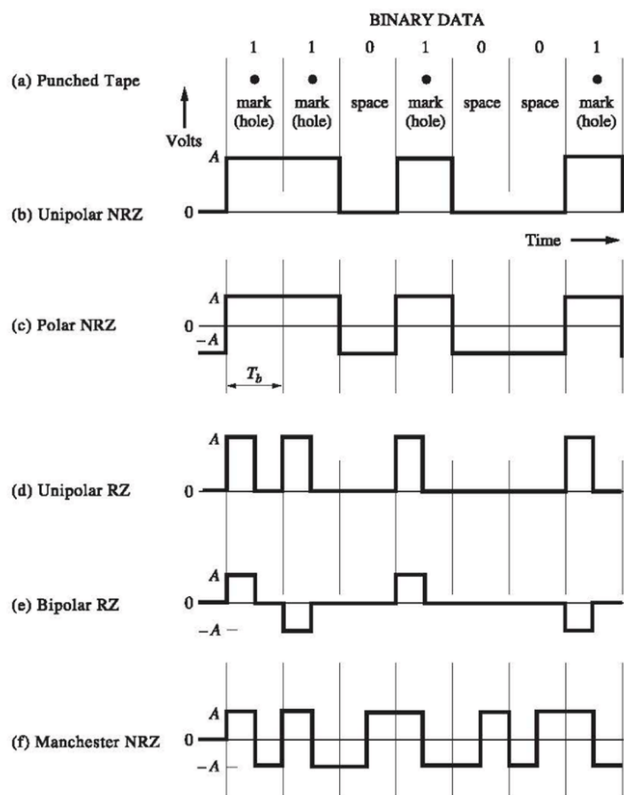 BINARY DATA
1 1 0 1 0 0 1
(a) Punched Tape
mark mark space mark space space mark
(hole) (hole) (hole) (hole)
Volts
A
(b) Unipolar NRZ 0
Time
A
(c) Polar NRZ 0
−A
T_b
A
(d) Unipolar RZ 0
A
(e) Bipolar RZ 0
−A
A
(f) Manchester NRZ 0
−A